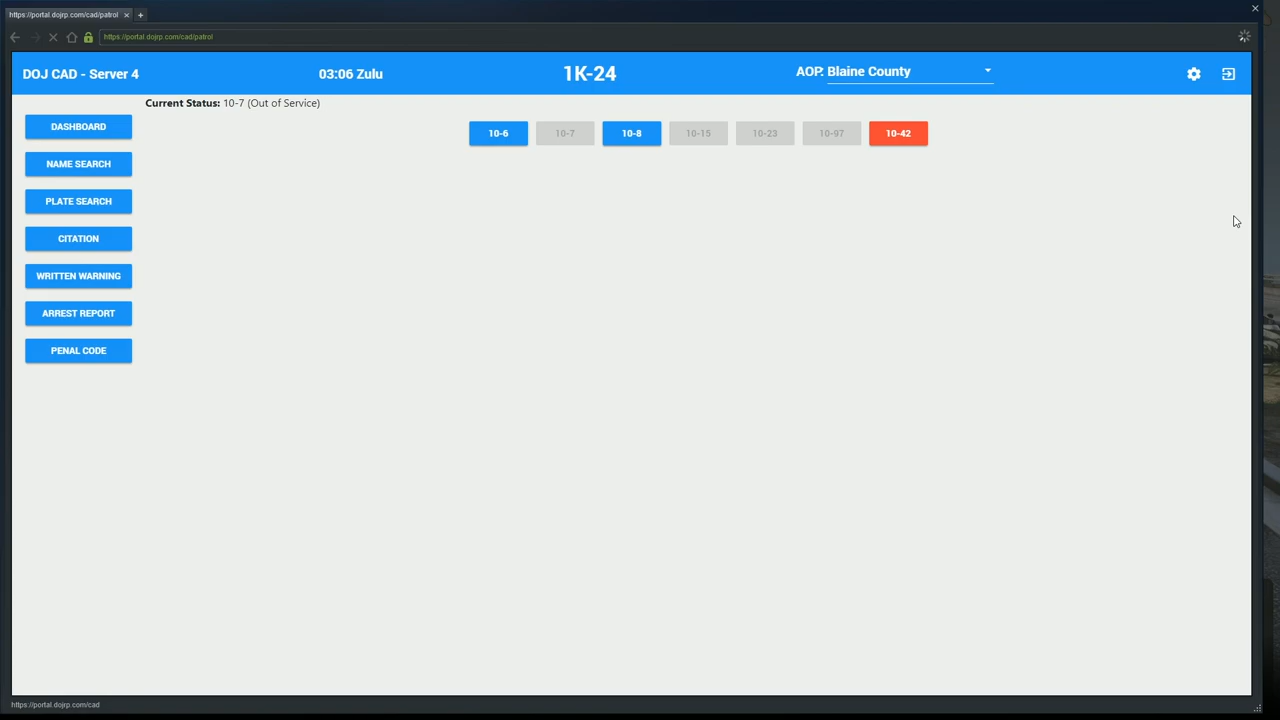 https://portal.dojrp.com/cad/patrol
https://portal.dojrp.com/cad/patrol
DOJ CAD - Server 4
03:06 Zulu
1K-24
AOP: Blaine County
Current Status: 10-7 (Out of Service)
10-6
10-7
10-8
10-15
10-23
10-97
10-42
DASHBOARD
NAME SEARCH
PLATE SEARCH
CITATION
WRITTEN WARNING
ARREST REPORT
PENAL CODE
https://portal.dojrp.com/cad